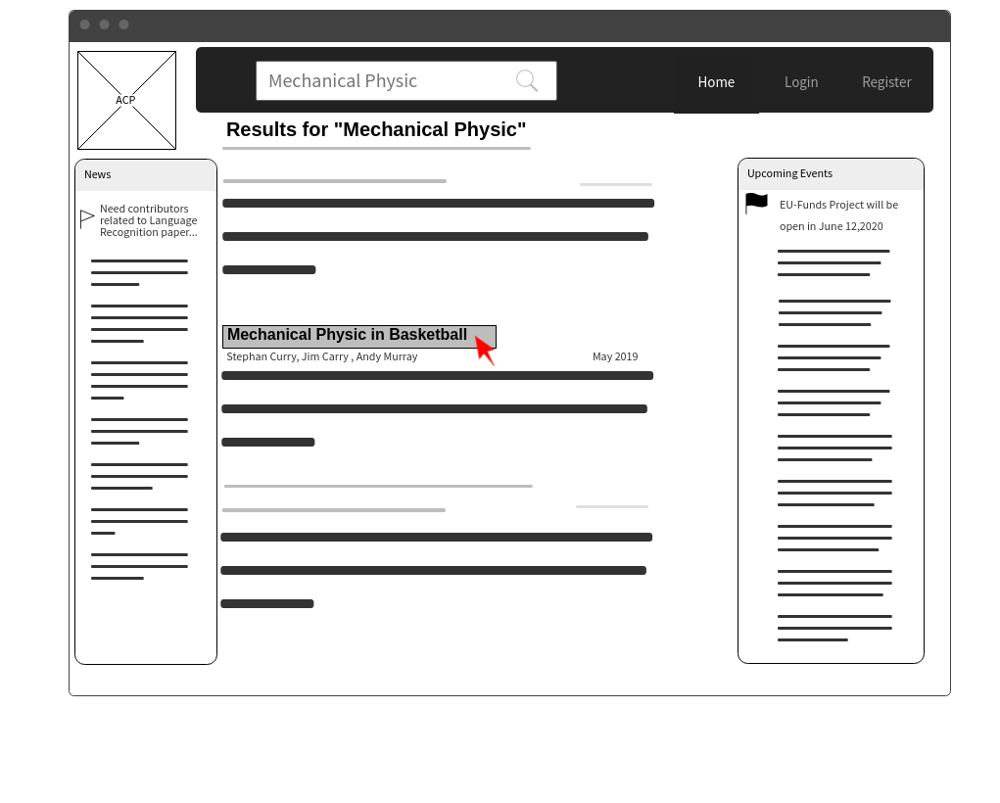 ACP
Mechanical Physic
Home
Login
Register
Results for "Mechanical Physic"
News
Need contributors
related to Language
Recognition paper...
Mechanical Physic in Basketball
Stephan Curry, Jim Carry , Andy Murray
May 2019
Upcoming Events
EU-Funds Project will be
open in June 12,2020